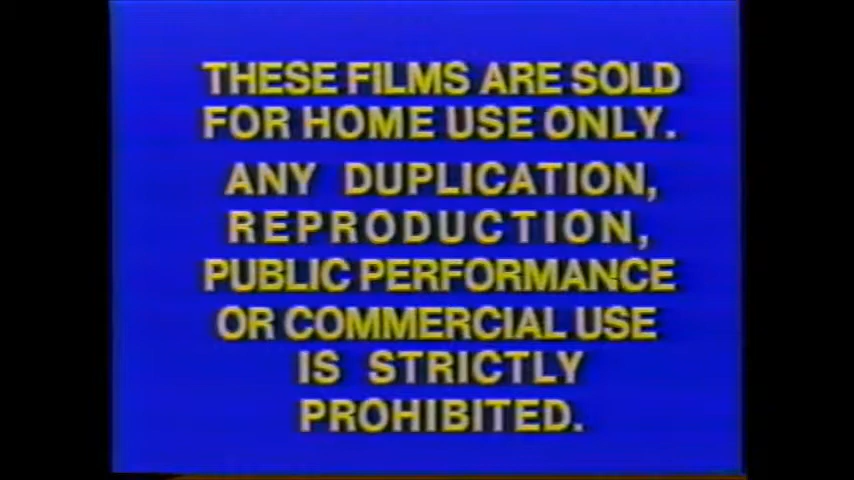 THESE FILMS ARE SOLD
FOR HOME USE ONLY.
ANY DUPLICATION,
REPRODUCTION,
PUBLIC PERFORMANCE
OR COMMERCIAL USE
IS STRICTLY
PROHIBITED.